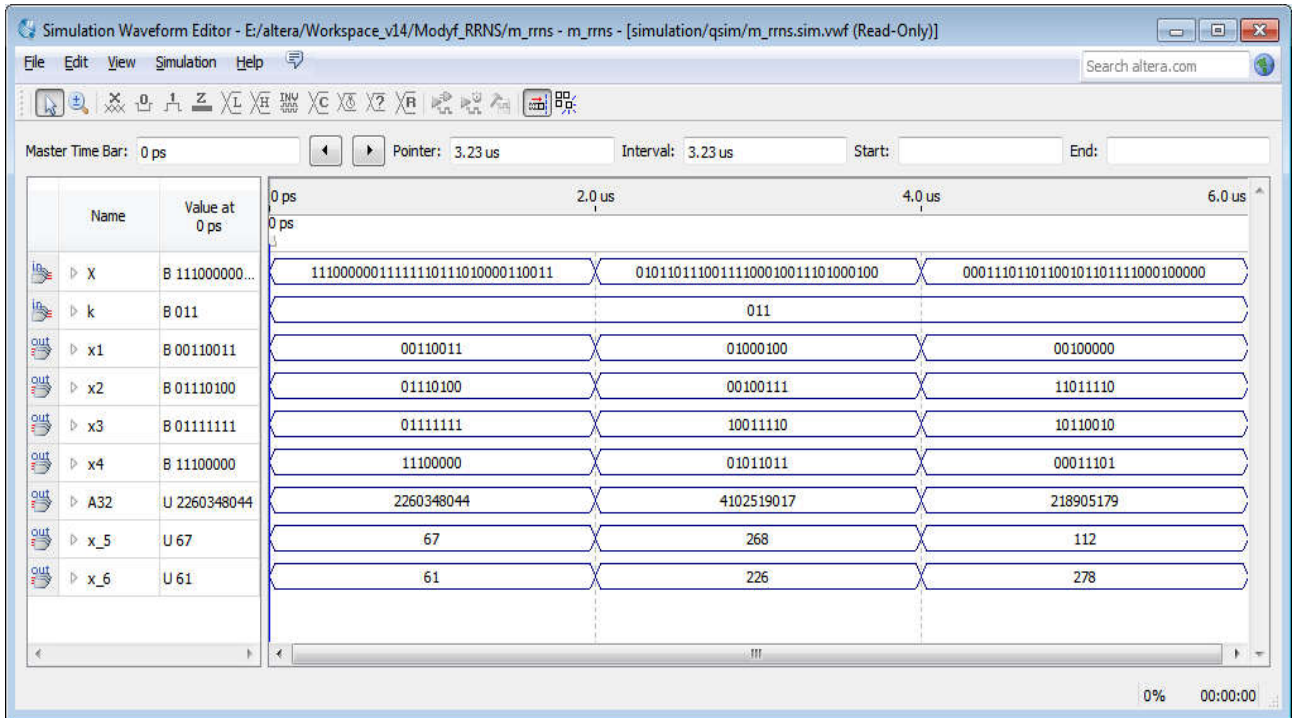 Simulation Waveform Editor - E:/altera/Workspace_v14/Modyf_RRNS/m_rrns - m_rrns - [simulation/qsim/m_rrns.sim.vwf (Read-Only)]
File Edit View Simulation Help Search altera.com
Master Time Bar: 0 ps Pointer: 3.23 us Interval: 3.23 us Start: End:
Name Value at 0 ps 0 ps 2.0 us 4.0 us 6.0 us
0 ps
X B 111000000... 11100000011111110111010000110011 01011011100111100010011101000100 00011101101100101101111000100000
k B 011 011
x1 B 00110011 00110011 01000100 00100000
x2 B 01110100 01110100 00100111 11011110
x3 B 01111111 01111111 10011110 10110010
x4 B 11100000 11100000 01011011 00011101
A32 U 2260348044 2260348044 4102519017 218905179
x_5 U 67 67 268 112
x_6 U 61 61 226 278
0% 00:00:00